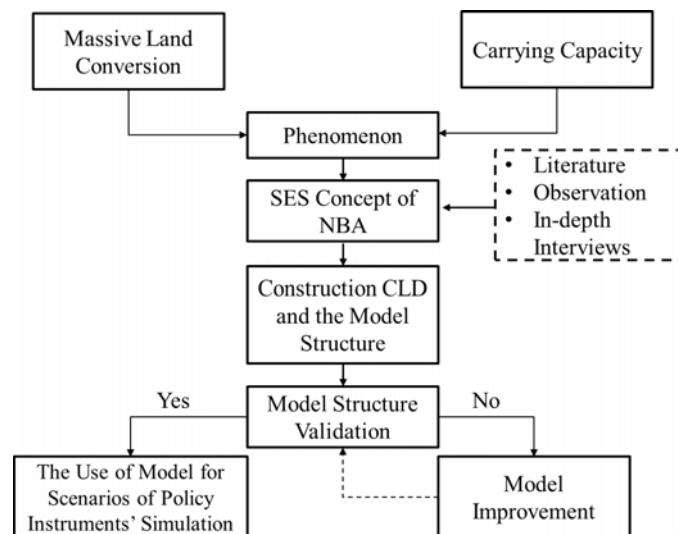 Massive Land
Conversion
Carrying Capacity
Phenomenon
• Literature
• Observation
• In-depth
Interviews
SES Concept of
NBA
Construction CLD
and the Model
Structure
Yes
Model Structure
Validation
No
The Use of Model for
Scenarios of Policy
Instruments’ Simulation
Model
Improvement